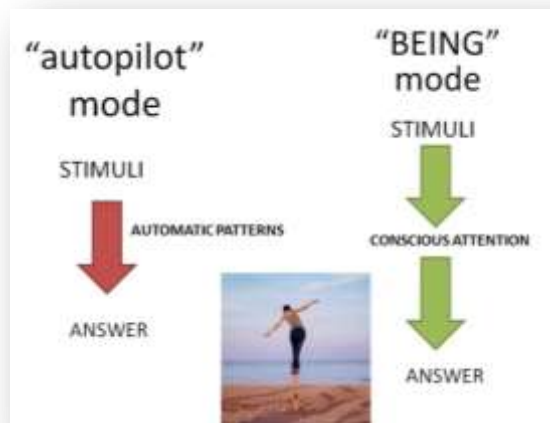 “autopilot”
mode
STIMULI
AUTOMATIC PATTERNS
ANSWER
“BEING”
mode
STIMULI
CONSCIOUS ATTENTION
ANSWER